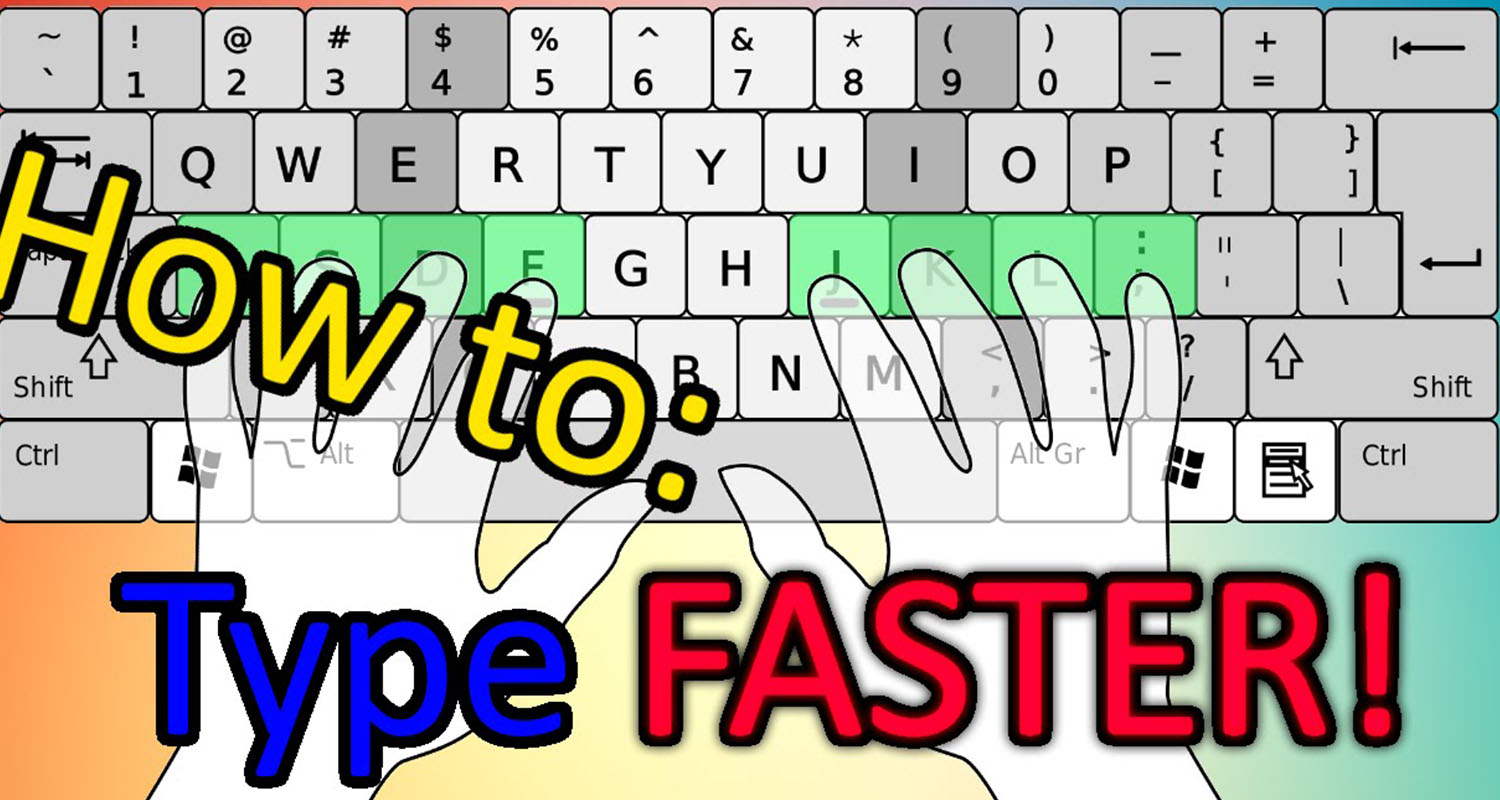 ~ ! @ # $ % ^ & * ( ) _ +
` 1 2 3 4 5 6 7 8 9 0 - =
Q W E R T Y U I O P { }
[ ]
S D F G H J K L : " |
; ' \
B N M < > ?
, . /
Shift Shift
Ctrl Alt Alt Gr Ctrl
How to:
Type FASTER!